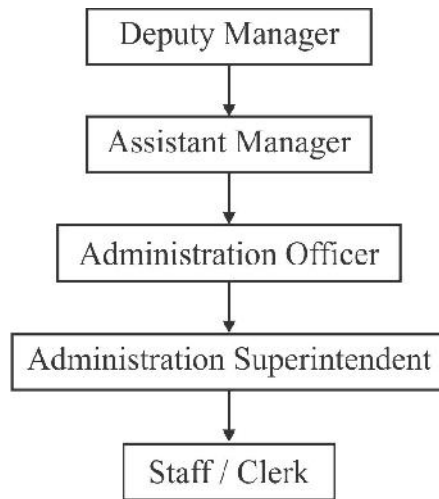 Deputy Manager
Assistant Manager
Administration Officer
Administration Superintendent
Staff / Clerk